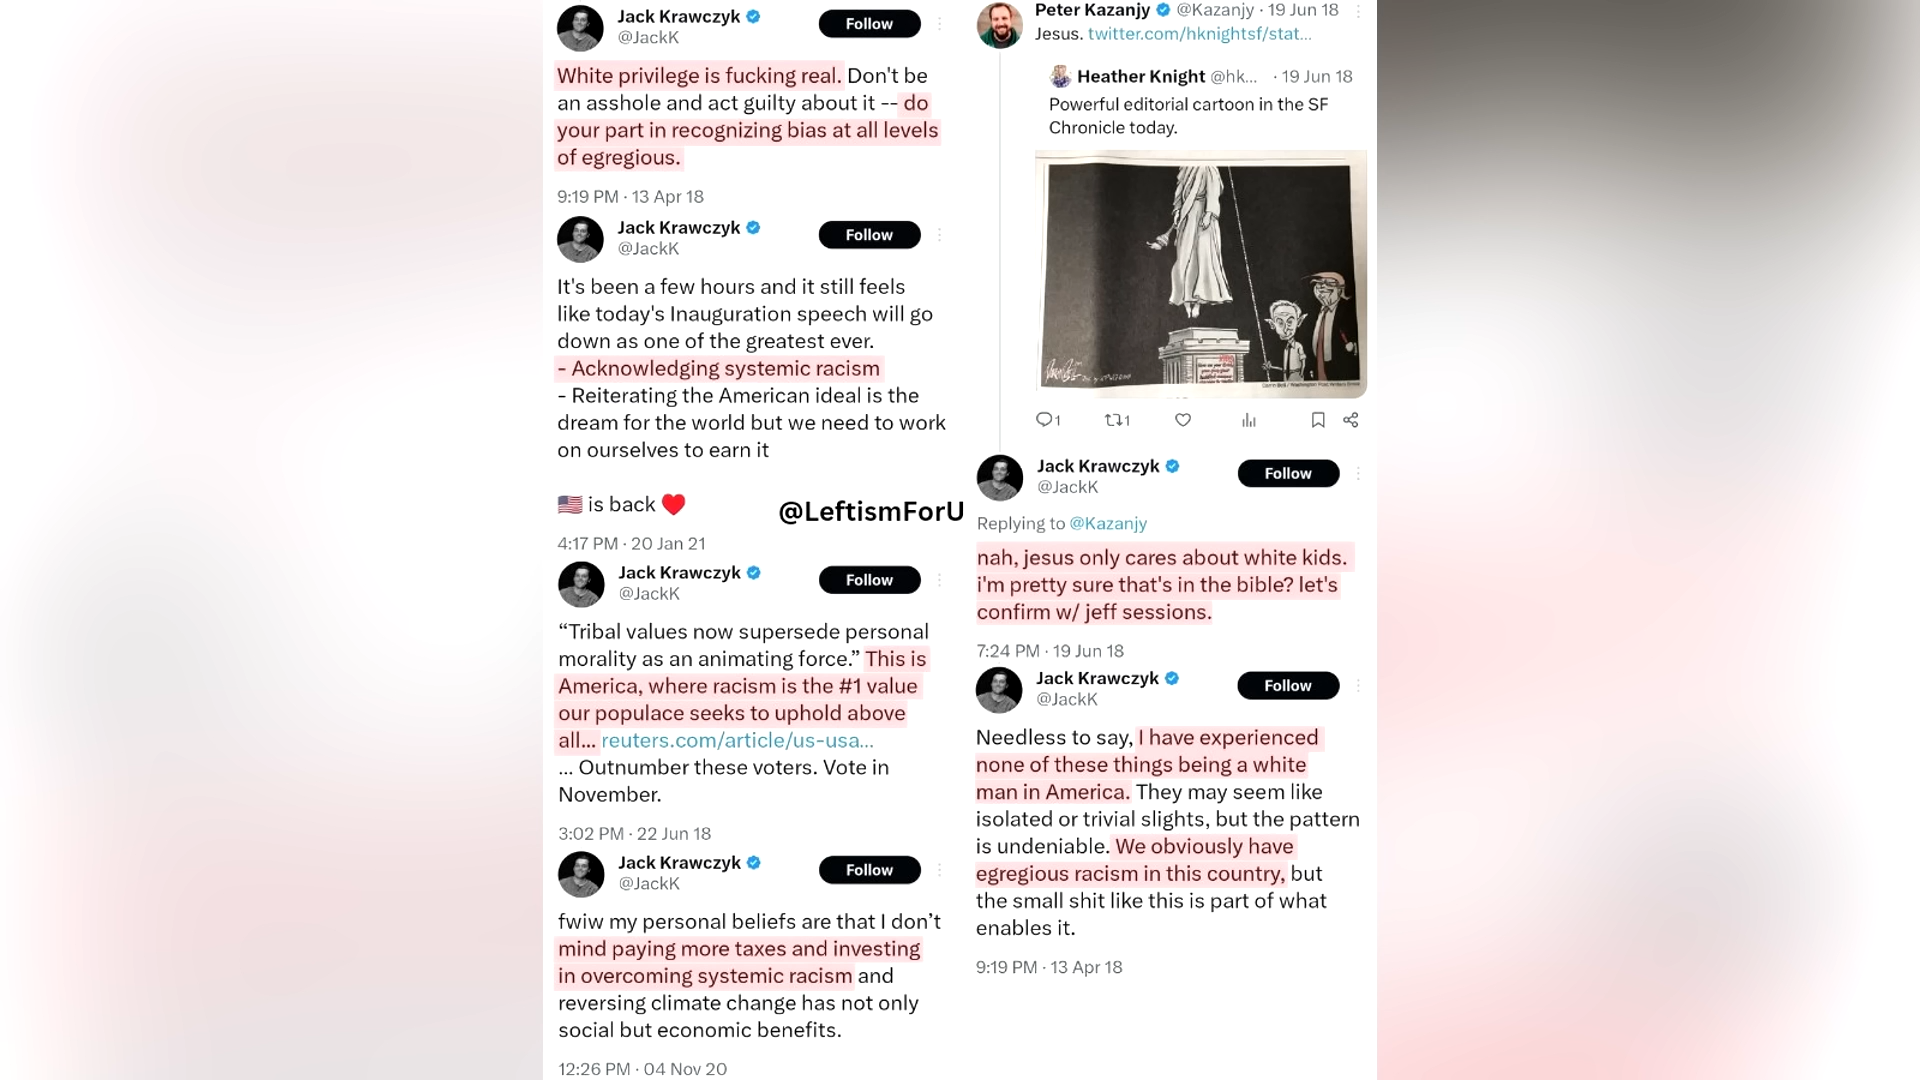 Jack Krawczyk
@JackK
Follow
White privilege is fucking real. Don't be
an asshole and act guilty about it -- do
your part in recognizing bias at all levels
of egregious.
9:19 PM · 13 Apr 18
Jack Krawczyk
@JackK
Follow
It's been a few hours and it still feels
like today's Inauguration speech will go
down as one of the greatest ever.
- Acknowledging systemic racism
- Reiterating the American ideal is the
dream for the world but we need to work
on ourselves to earn it
🇺🇸 is back ♥️
@LeftismForU
4:17 PM · 20 Jan 21
Jack Krawczyk
@JackK
Follow
“Tribal values now supersede personal
morality as an animating force.” This is
America, where racism is the #1 value
our populace seeks to uphold above
all... reuters.com/article/us-usa...
... Outnumber these voters. Vote in
November.
3:02 PM · 22 Jun 18
Jack Krawczyk
@JackK
Follow
fwiw my personal beliefs are that I don’t
mind paying more taxes and investing
in overcoming systemic racism and
reversing climate change has not only
social but economic benefits.
12:26 PM · 04 Nov 20
Peter Kazanjy @Kazanjy · 19 Jun 18
Jesus. twitter.com/hknightsf/stat...
Heather Knight @hk... · 19 Jun 18
Powerful editorial cartoon in the SF
Chronicle today.
1
1
Jack Krawczyk
@JackK
Follow
Replying to @Kazanjy
nah, jesus only cares about white kids.
i'm pretty sure that's in the bible? let's
confirm w/ jeff sessions.
7:24 PM · 19 Jun 18
Jack Krawczyk
@JackK
Follow
Needless to say, I have experienced
none of these things being a white
man in America. They may seem like
isolated or trivial slights, but the pattern
is undeniable. We obviously have
egregious racism in this country, but
the small shit like this is part of what
enables it.
9:19 PM · 13 Apr 18